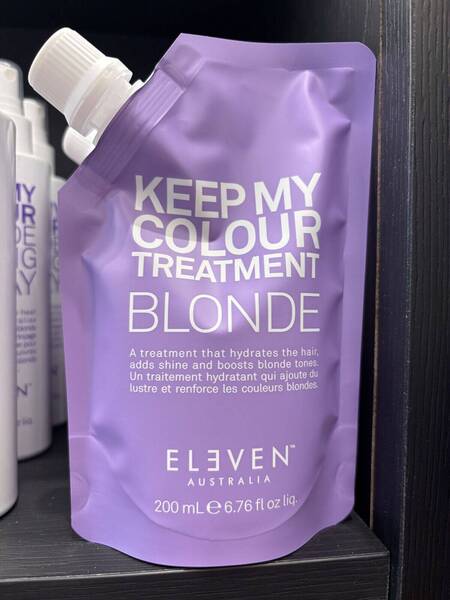 KEEP MY
COLOUR
TREATMENT
BLONDE
A treatment that hydrates the hair,
adds shine and boosts blonde tones.
Un traitement hydratant qui ajoute du
lustre et renforce les couleurs blondes.
ELEVEN™
AUSTRALIA
200 mL ℮ 6.76 fl oz liq.